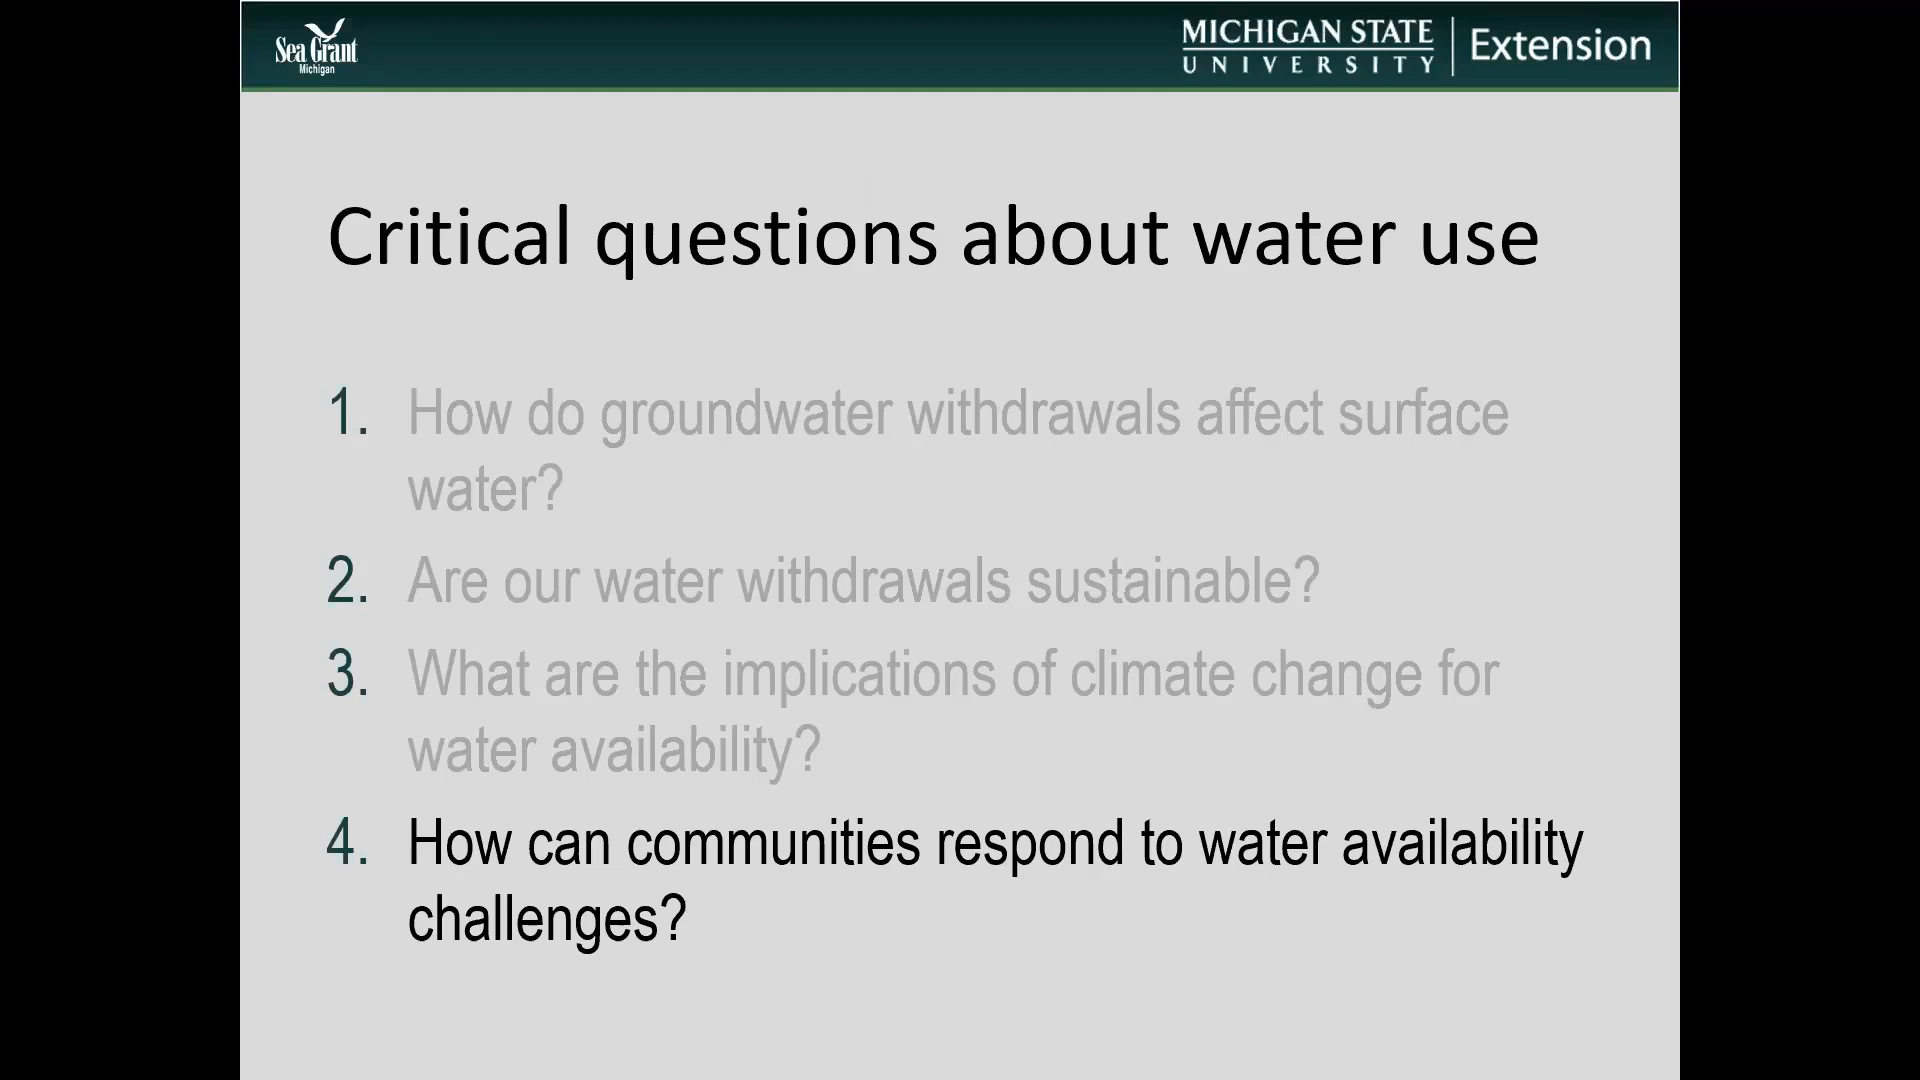 Sea Grant
Michigan
MICHIGAN STATE
UNIVERSITY
Extension
Critical questions about water use
1. How do groundwater withdrawals affect surface
water?
2. Are our water withdrawals sustainable?
3. What are the implications of climate change for
water availability?
4. How can communities respond to water availability
challenges?